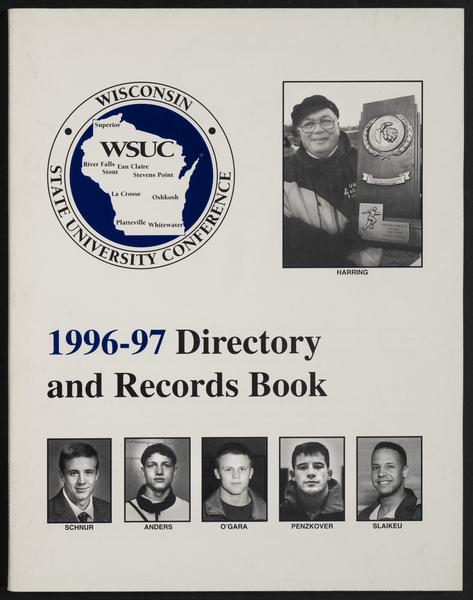 WISCONSIN
STATE UNIVERSITY CONFERENCE
Superior
WSUC
River Falls Eau Claire
Stout Stevens Point
La Crosse Oshkosh
Platteville Whitewater
HARRING
1996-97 Directory
and Records Book
SCHNUR ANDERS O'GARA PENZKOVER SLAIKEU